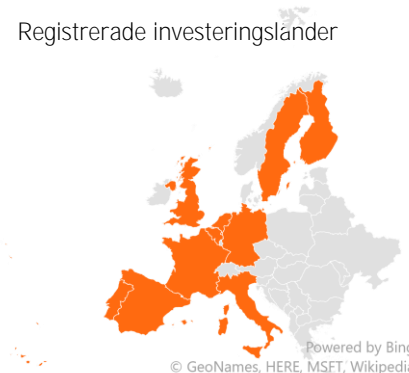 Registrerade investeringsländer
Powered by Bing
© GeoNames, HERE, MSFT, Wikipedia